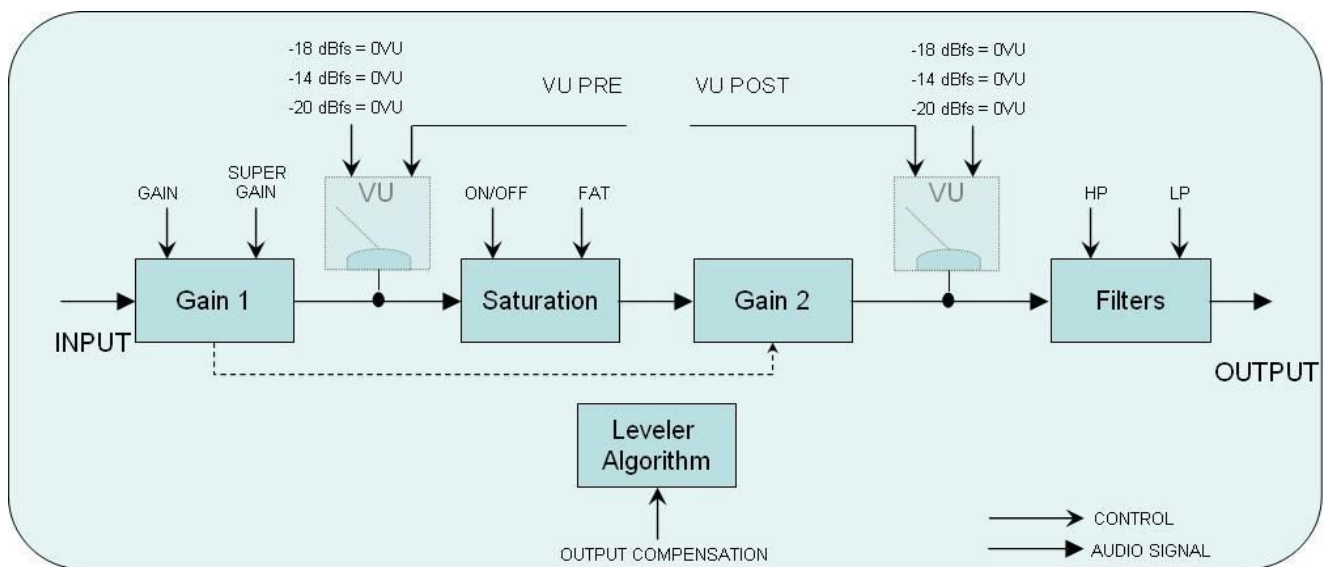 -18 dBfs = 0VU
-14 dBfs = 0VU
-20 dBfs = 0VU
VU PRE
VU POST
-18 dBfs = 0VU
-14 dBfs = 0VU
-20 dBfs = 0VU
GAIN
SUPER
GAIN
VU
ON/OFF
FAT
VU
HP
LP
INPUT
Gain 1
Saturation
Gain 2
Filters
OUTPUT
Leveler
Algorithm
OUTPUT COMPENSATION
CONTROL
AUDIO SIGNAL